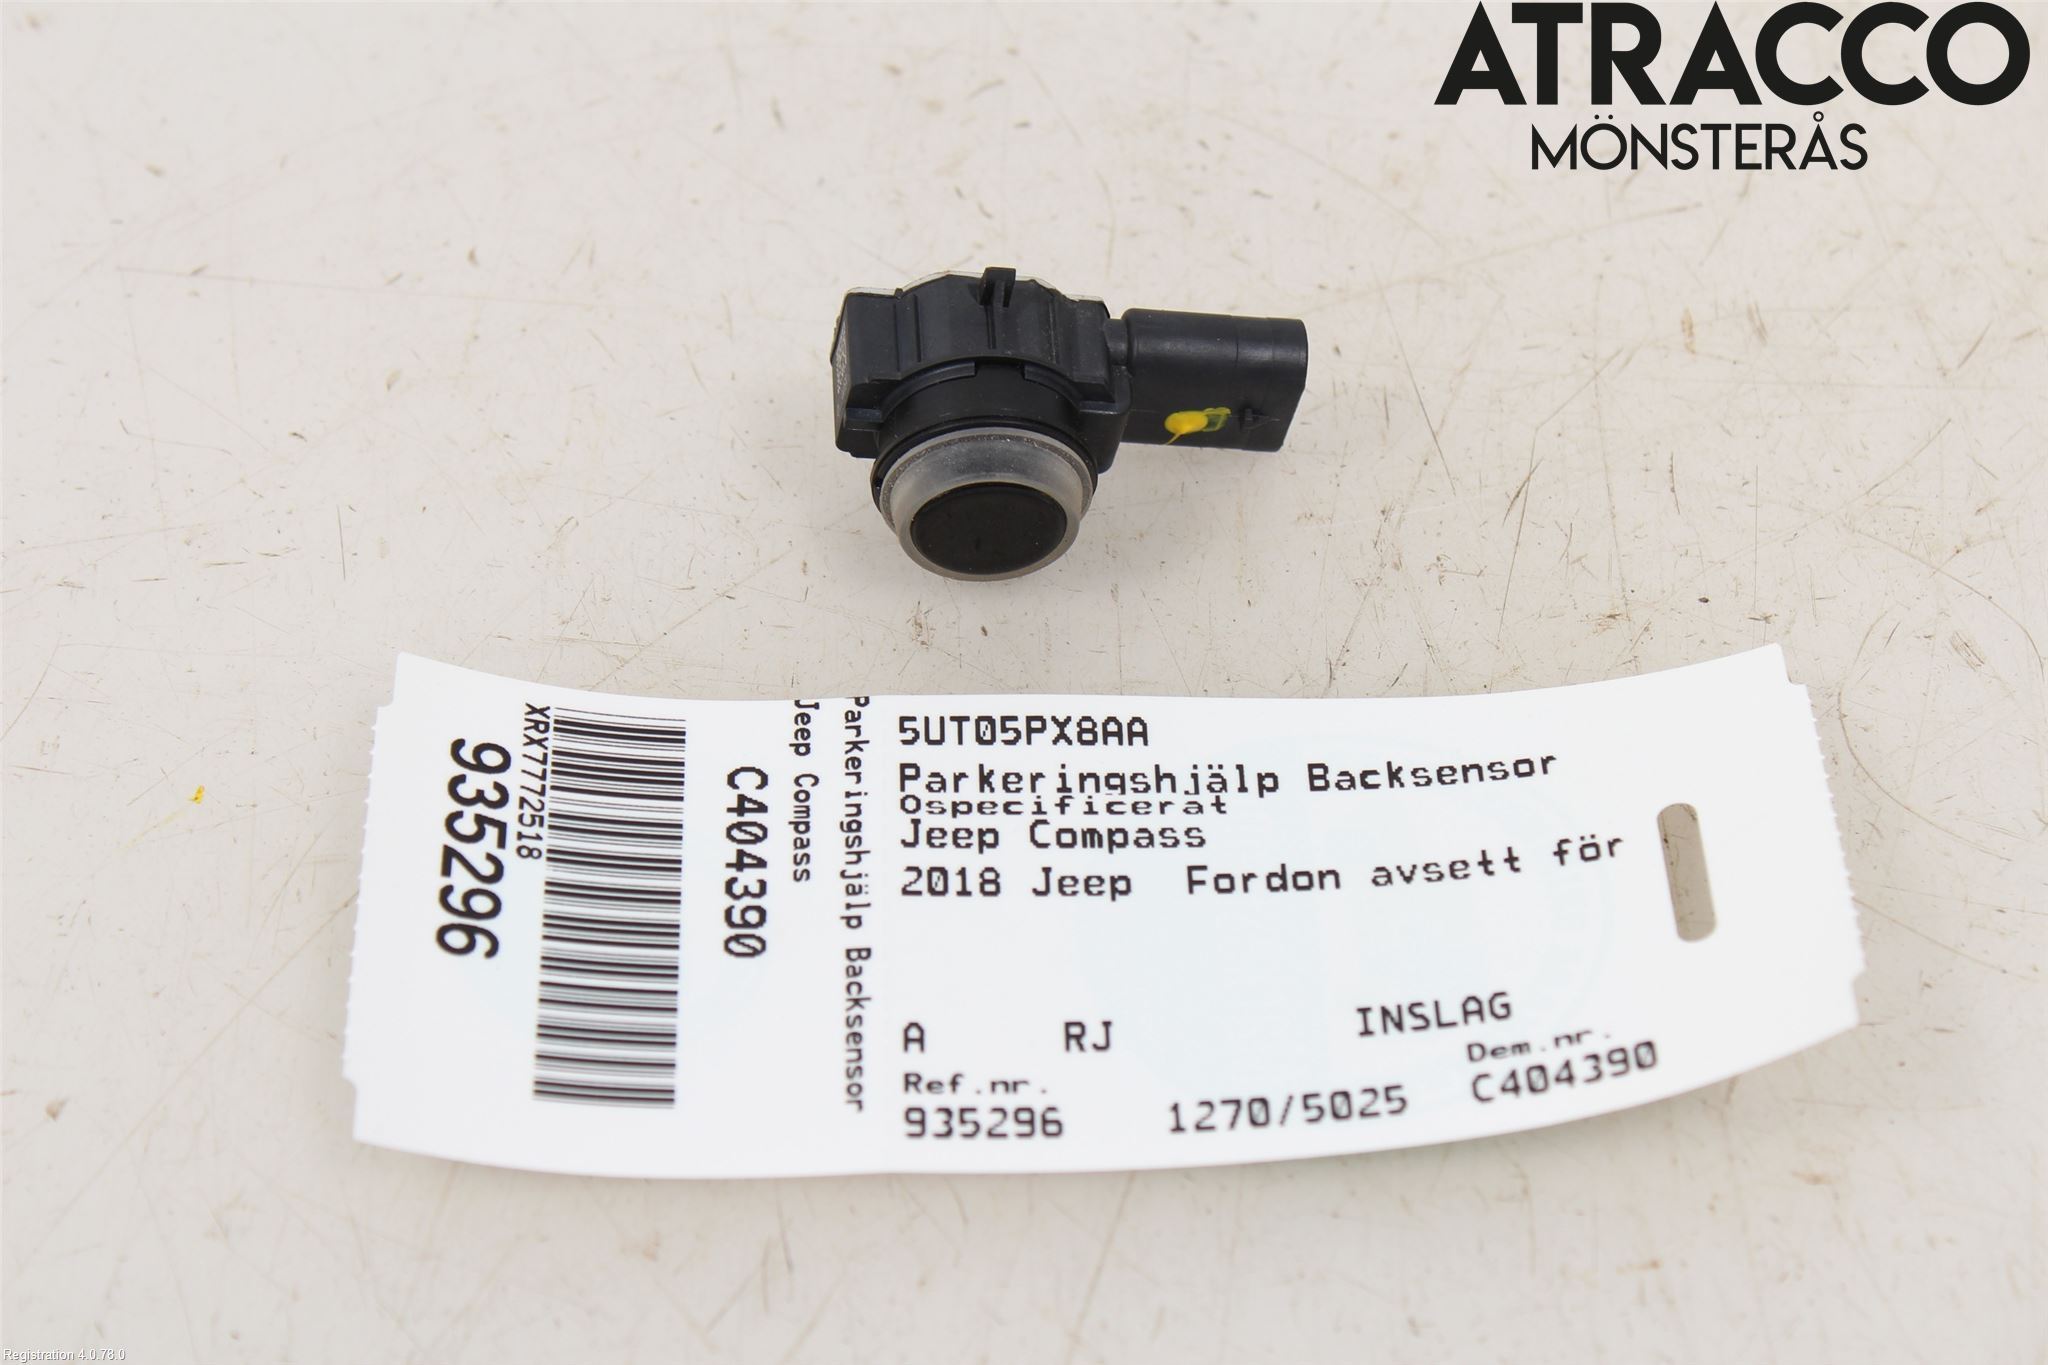 ATRACCO
MÖNSTERÅS
5UT05PX8AA
Parkeringshjälp Backsensor
Ospecificerat
Jeep Compass
2018 Jeep Fordon avsett för
A RJ INSLAG
Ref.nr. Dem.nr.
935296 1270/5025 C404390
Parkeringshjälp Backsensor
Jeep Compass
C404390
XRX7772518
935296
Registration 4.0.78.0